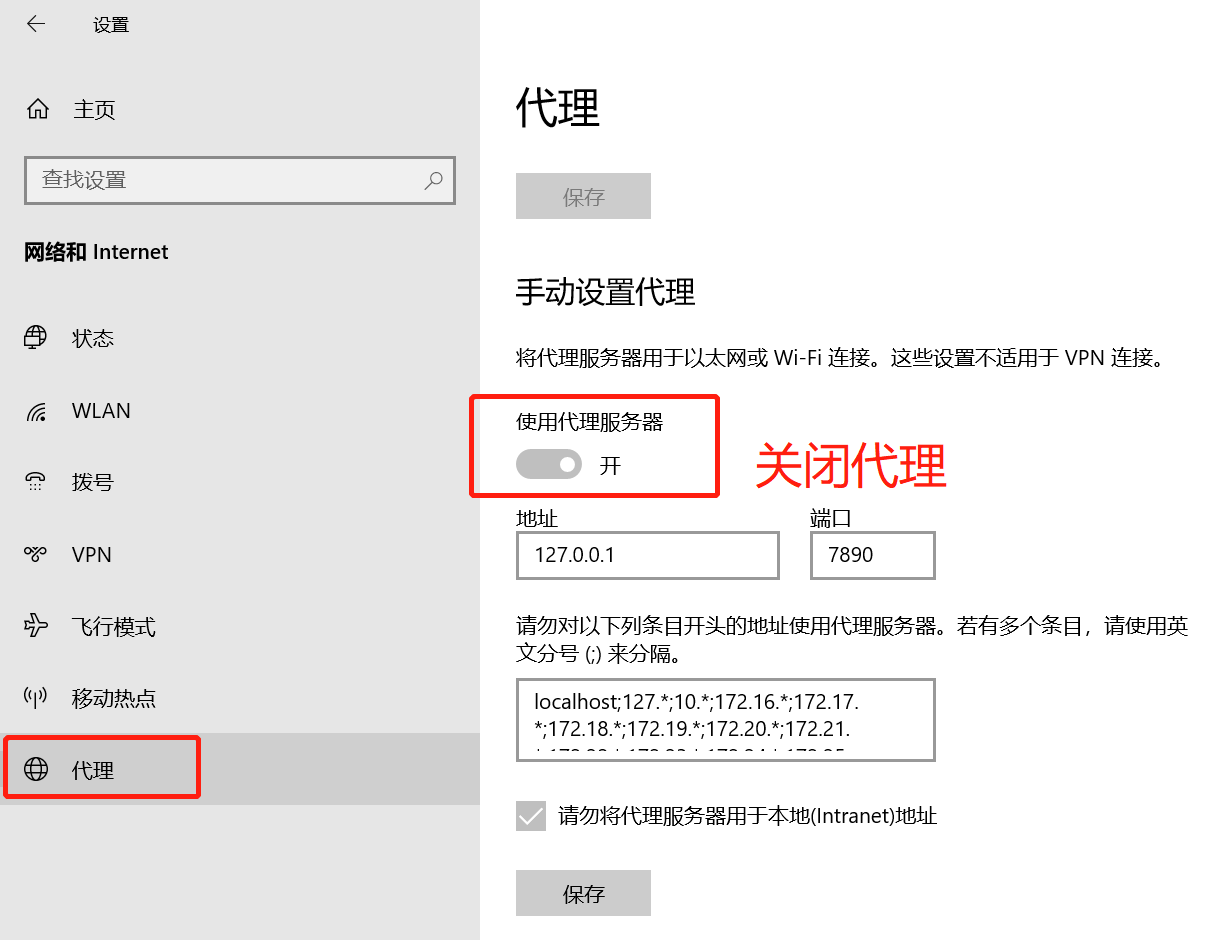 设置
主页
查找设置
网络和 Internet
状态
WLAN
拨号
VPN
飞行模式
移动热点
代理
代理
保存
手动设置代理
将代理服务器用于以太网或 Wi-Fi 连接。这些设置不适用于 VPN 连接。
使用代理服务器
开
关闭代理
地址
端口
127.0.0.1
7890
请勿对以下列条目开头的地址使用代理服务器。若有多个条目，请使用英
文分号 (;) 来分隔。
localhost;127.*;10.*;172.16.*;172.17.
*;172.18.*;172.19.*;172.20.*;172.21.
请勿将代理服务器用于本地(Intranet)地址
保存